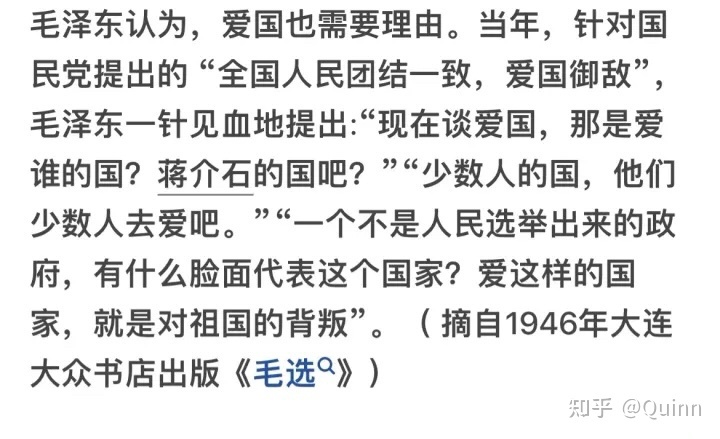 毛泽东认为，爱国也需要理由。当年，针对国
民党提出的 “全国人民团结一致，爱国御敌”，
毛泽东一针见血地提出:“现在谈爱国，那是爱
谁的国？蒋介石的国吧？”“少数人的国，他们
少数人去爱吧。”“一个不是人民选举出来的政
府，有什么脸面代表这个国家？爱这样的国
家，就是对祖国的背叛”。（ 摘自1946年大连
大众书店出版《毛选》）
知乎 @Quinn